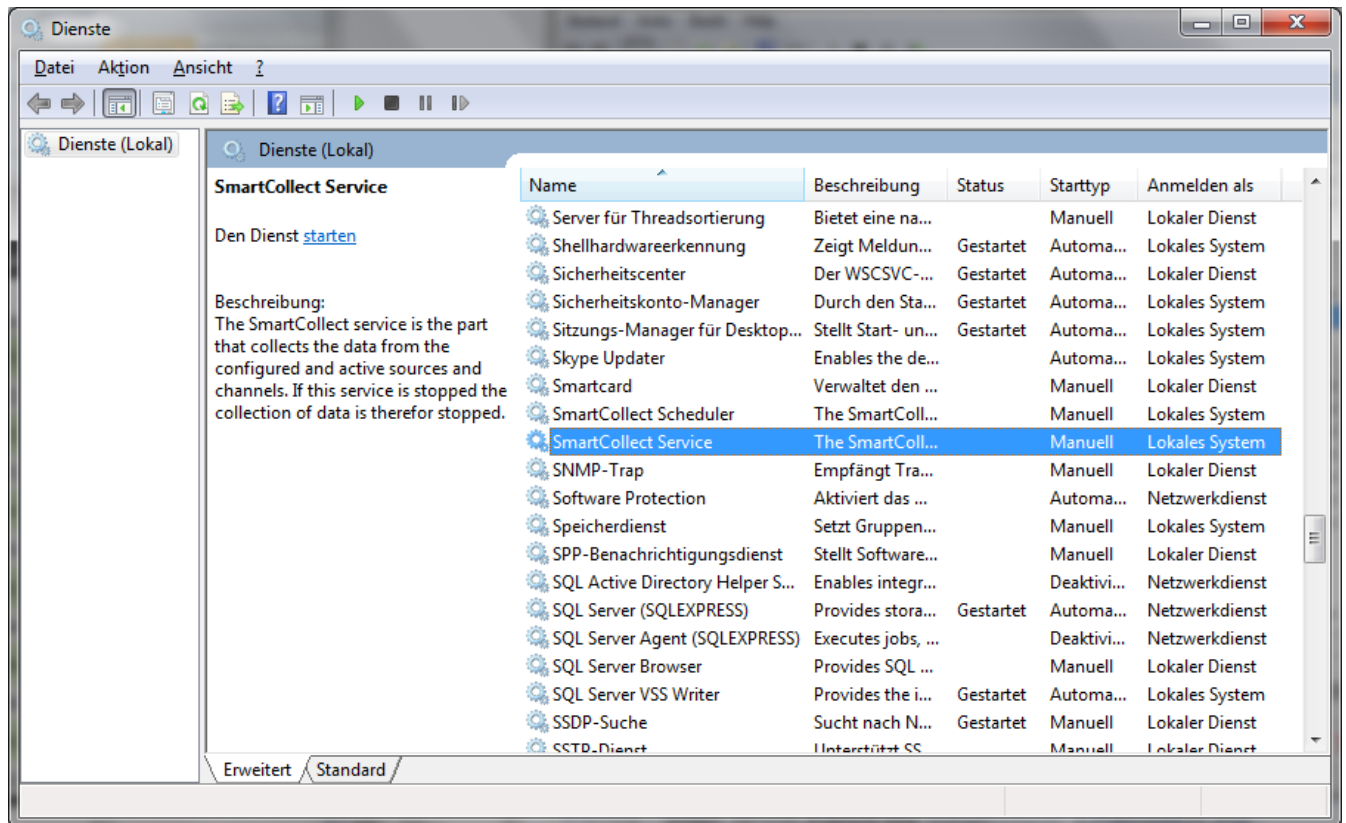 Dienste
Datei Aktion Ansicht ?
Dienste (Lokal)
Dienste (Lokal)
SmartCollect Service
Den Dienst starten
Beschreibung:
The SmartCollect service is the part
that collects the data from the
configured and active sources and
channels. If this service is stopped the
collection of data is therefor stopped.
Name Beschreibung Status Starttyp Anmelden als
Server für Threadsortierung Bietet eine na... Manuell Lokaler Dienst
Shellhardwareerkennung Zeigt Meldun... Gestartet Automa... Lokales System
Sicherheitscenter Der WSCSVC-... Gestartet Automa... Lokaler Dienst
Sicherheitskonto-Manager Durch den Sta... Gestartet Automa... Lokales System
Sitzungs-Manager für Desktop... Stellt Start- un... Gestartet Automa... Lokales System
Skype Updater Enables the de... Automa... Lokales System
Smartcard Verwaltet den ... Manuell Lokaler Dienst
SmartCollect Scheduler The SmartColl... Manuell Lokales System
SmartCollect Service The SmartColl... Manuell Lokales System
SNMP-Trap Empfängt Tra... Manuell Lokaler Dienst
Software Protection Aktiviert das ... Automa... Netzwerkdienst
Speicherdienst Setzt Gruppen... Manuell Lokales System
SPP-Benachrichtigungsdienst Stellt Software... Manuell Lokaler Dienst
SQL Active Directory Helper S... Enables integr... Deaktivi... Netzwerkdienst
SQL Server (SQLEXPRESS) Provides stora... Gestartet Automa... Netzwerkdienst
SQL Server Agent (SQLEXPRESS) Executes jobs, ... Deaktivi... Netzwerkdienst
SQL Server Browser Provides SQL ... Manuell Lokaler Dienst
SQL Server VSS Writer Provides the i... Gestartet Automa... Lokales System
SSDP-Suche Sucht nach N... Gestartet Manuell Lokaler Dienst
SSTP-Dienst Unterstützt SS... Manuell Lokaler Dienst
Erweitert Standard